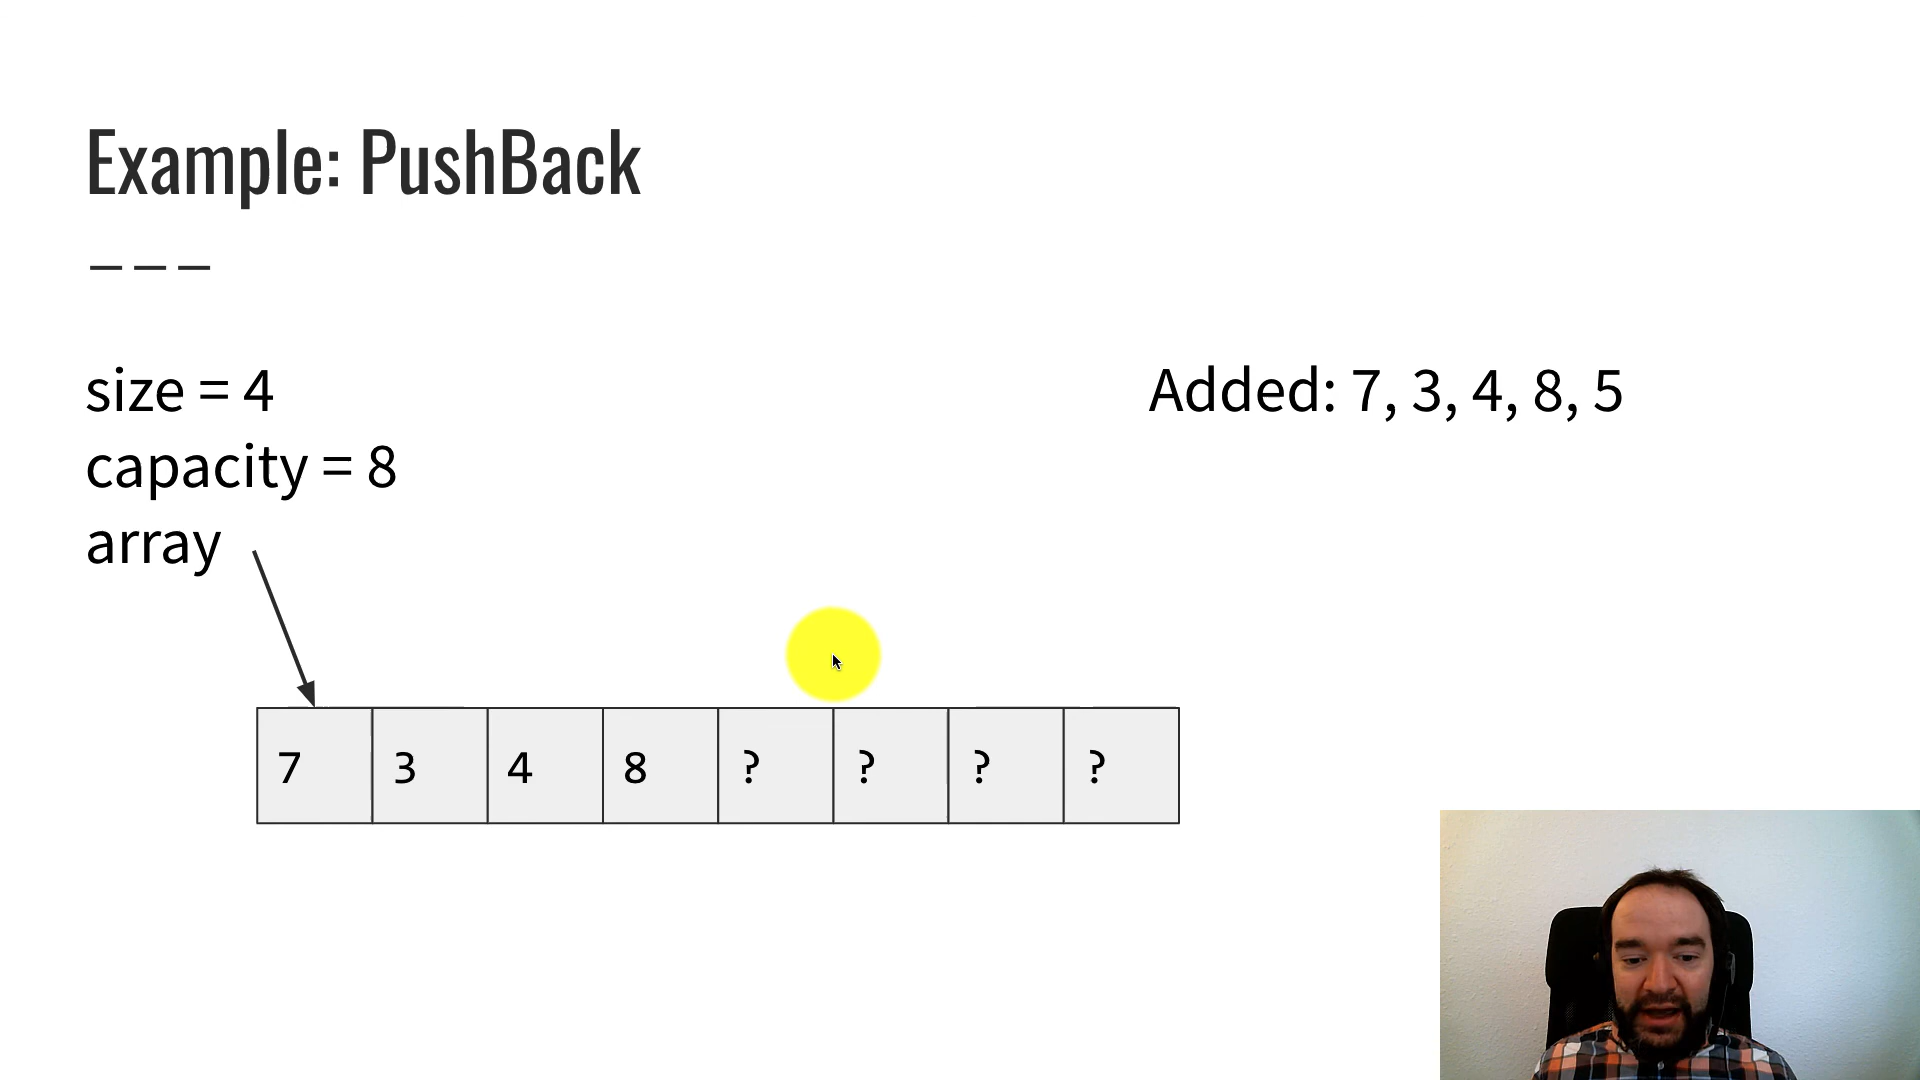 Example: PushBack
size = 4
capacity = 8
array
Added: 7, 3, 4, 8, 5
7 3 4 8 ? ? ? ?